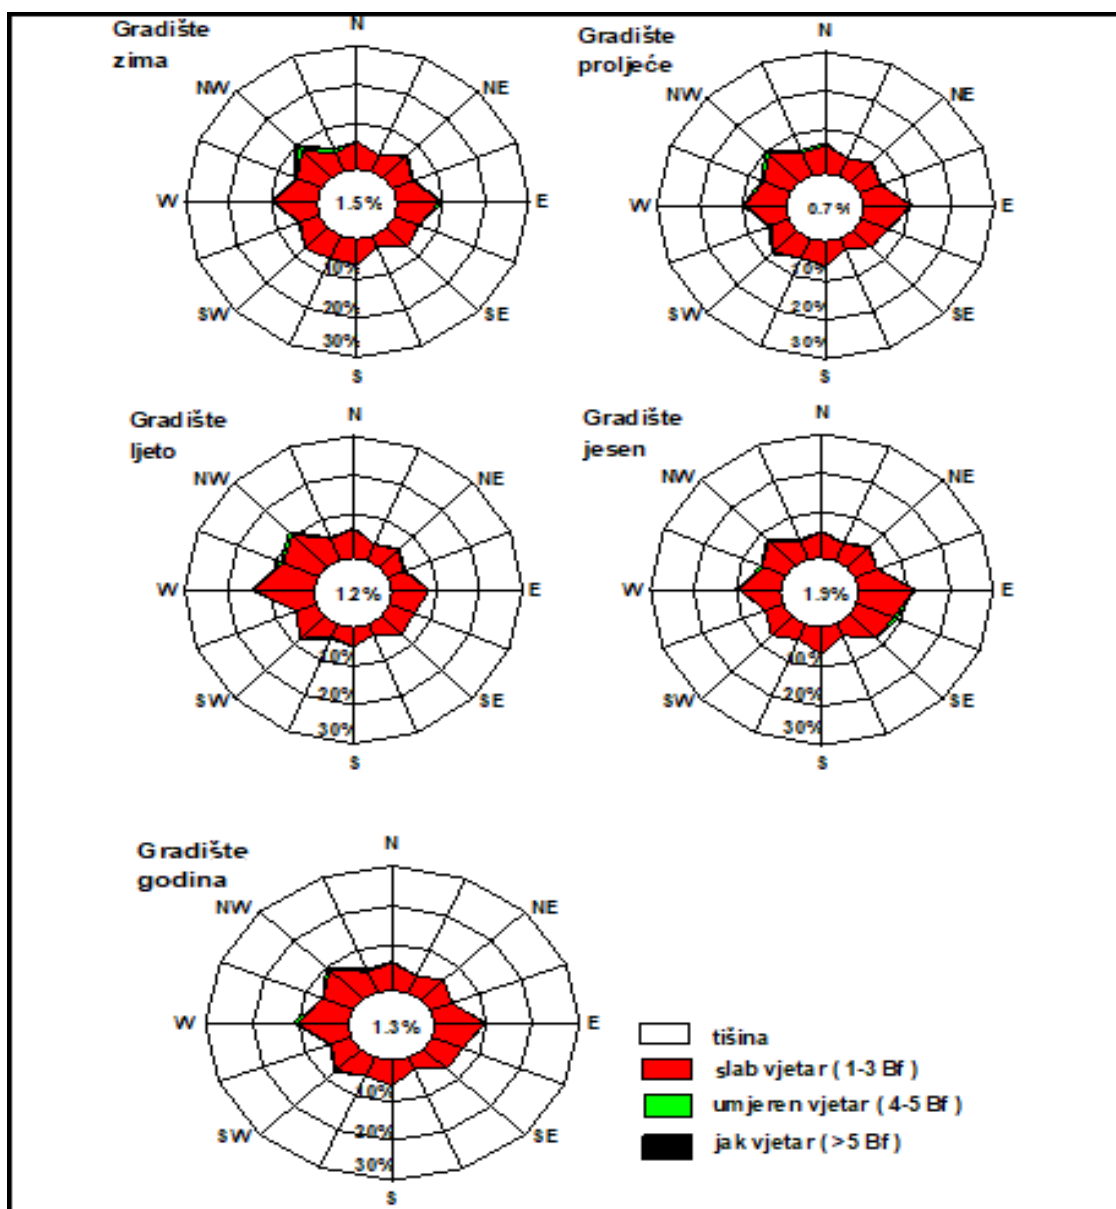 Gradište
zima
N
NW
NE
W
1.5%
E
10%
20%
30%
SW
SE
S
Gradište
proljeće
N
NW
NE
W
0.7%
E
10%
20%
30%
SW
SE
S
Gradište
ljeto
N
NW
NE
W
1.2%
E
10%
20%
30%
SW
SE
S
Gradište
jesen
N
NW
NE
W
1.9%
E
10%
20%
30%
SW
SE
S
Gradište
godina
N
NW
NE
W
1.3%
E
10%
20%
30%
SW
SE
S
tišina
slab vjetar ( 1-3 Bf )
umjeren vjetar ( 4-5 Bf )
jak vjetar ( >5 Bf )